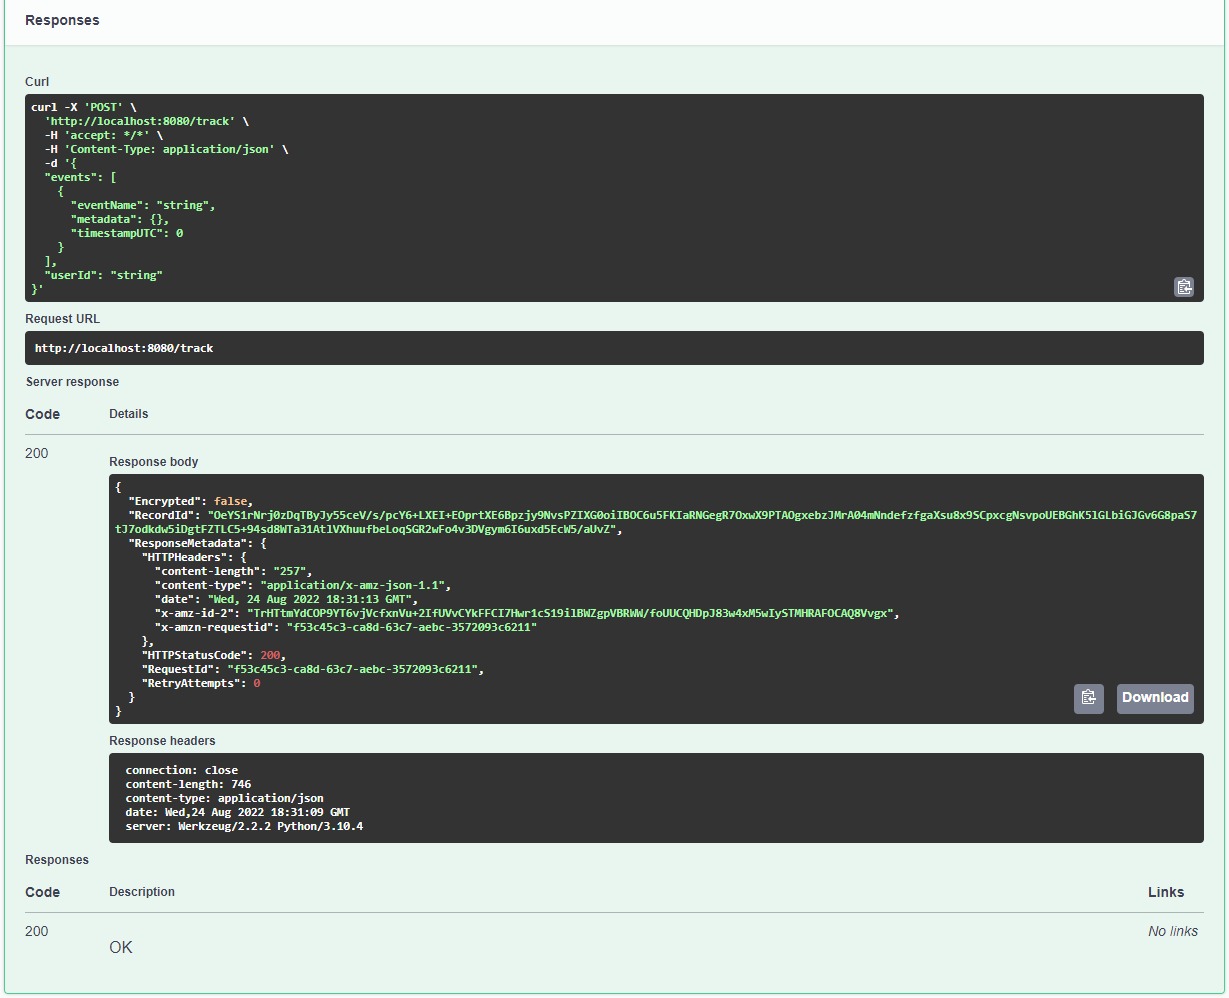 Responses
Curl
curl -X 'POST' \
  'http://localhost:8080/track' \
  -H 'accept: */*' \
  -H 'Content-Type: application/json' \
  -d '{
  "events": [
    {
      "eventName": "string",
      "metadata": {},
      "timestampUTC": 0
    }
  ],
  "userId": "string"
}'
Request URL
http://localhost:8080/track
Server response
Code Details
200
Response body
{
  "Encrypted": false,
  "RecordId": "OeYS1rNrj0zDqTByJy55ceV/s/pcY6+LXEI+EOprtXE6Bpzjy9NvsPZIXG0oiIBOC6u5FKIaRNGegR7OxwX9PTAOgxebzJMrA04mNndefzfgaXsu8x9SCpxcgNsvpoUEBGhK5lGLbiGJGv6G8paS7
tJ7odkdw5iDgtFZTLC5+94sd8WTa31AtlVXhuufbeLoqSGR2wFo4v3DVgym6I6uxd5EcW5/aUvZ",
  "ResponseMetadata": {
    "HTTPHeaders": {
      "content-length": "257",
      "content-type": "application/x-amz-json-1.1",
      "date": "Wed, 24 Aug 2022 18:31:13 GMT",
      "x-amz-id-2": "TrHTtmYdCOP9YT6vjVcfxnVu+2IfUVvCYkFFCI7Hwr1cS19ilBWZgpVBRWW/foUUCQHDpJ83w4xM5wIySTMHRAFOCAQ8Vvgx",
      "x-amzn-requestid": "f53c45c3-ca8d-63c7-aebc-3572093c6211"
    },
    "HTTPStatusCode": 200,
    "RequestId": "f53c45c3-ca8d-63c7-aebc-3572093c6211",
    "RetryAttempts": 0
  }
}
Download
Response headers
connection: close
content-length: 746
content-type: application/json
date: Wed,24 Aug 2022 18:31:09 GMT
server: Werkzeug/2.2.2 Python/3.10.4
Responses
Code Description Links
200 No links
OK